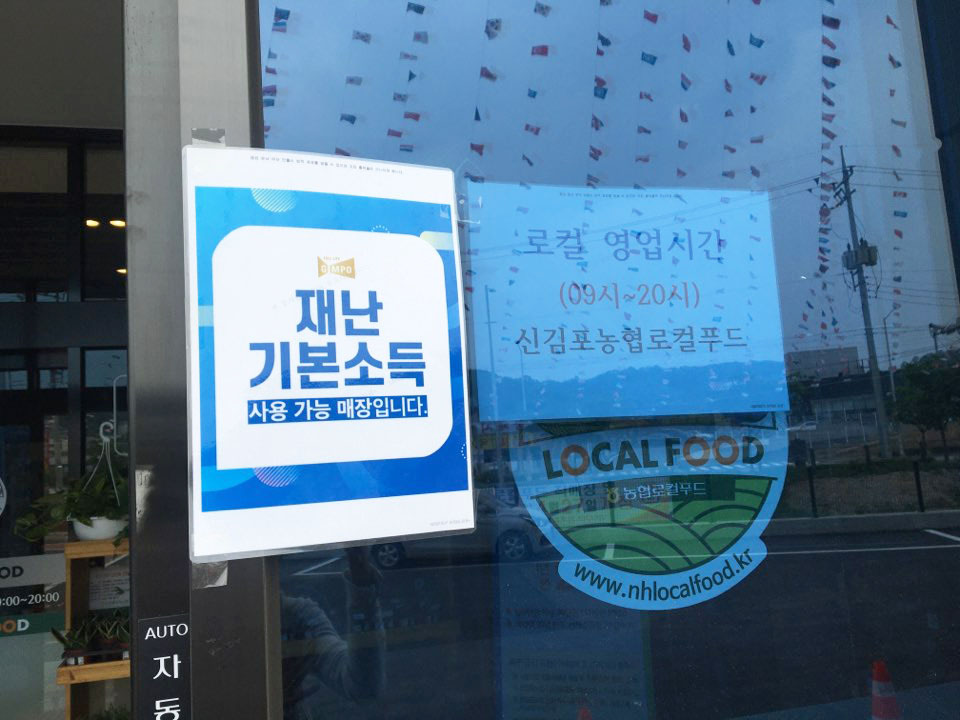 GIMPO
재난
기본소득
사용 가능 매장입니다.
로컬 영업시간
(09시~20시)
신김포농협로컬푸드
LOCAL FOOD
농협로컬푸드
www.nhlocalfood.kr
OD
:00~20:00
OOD
AUTO
자
동